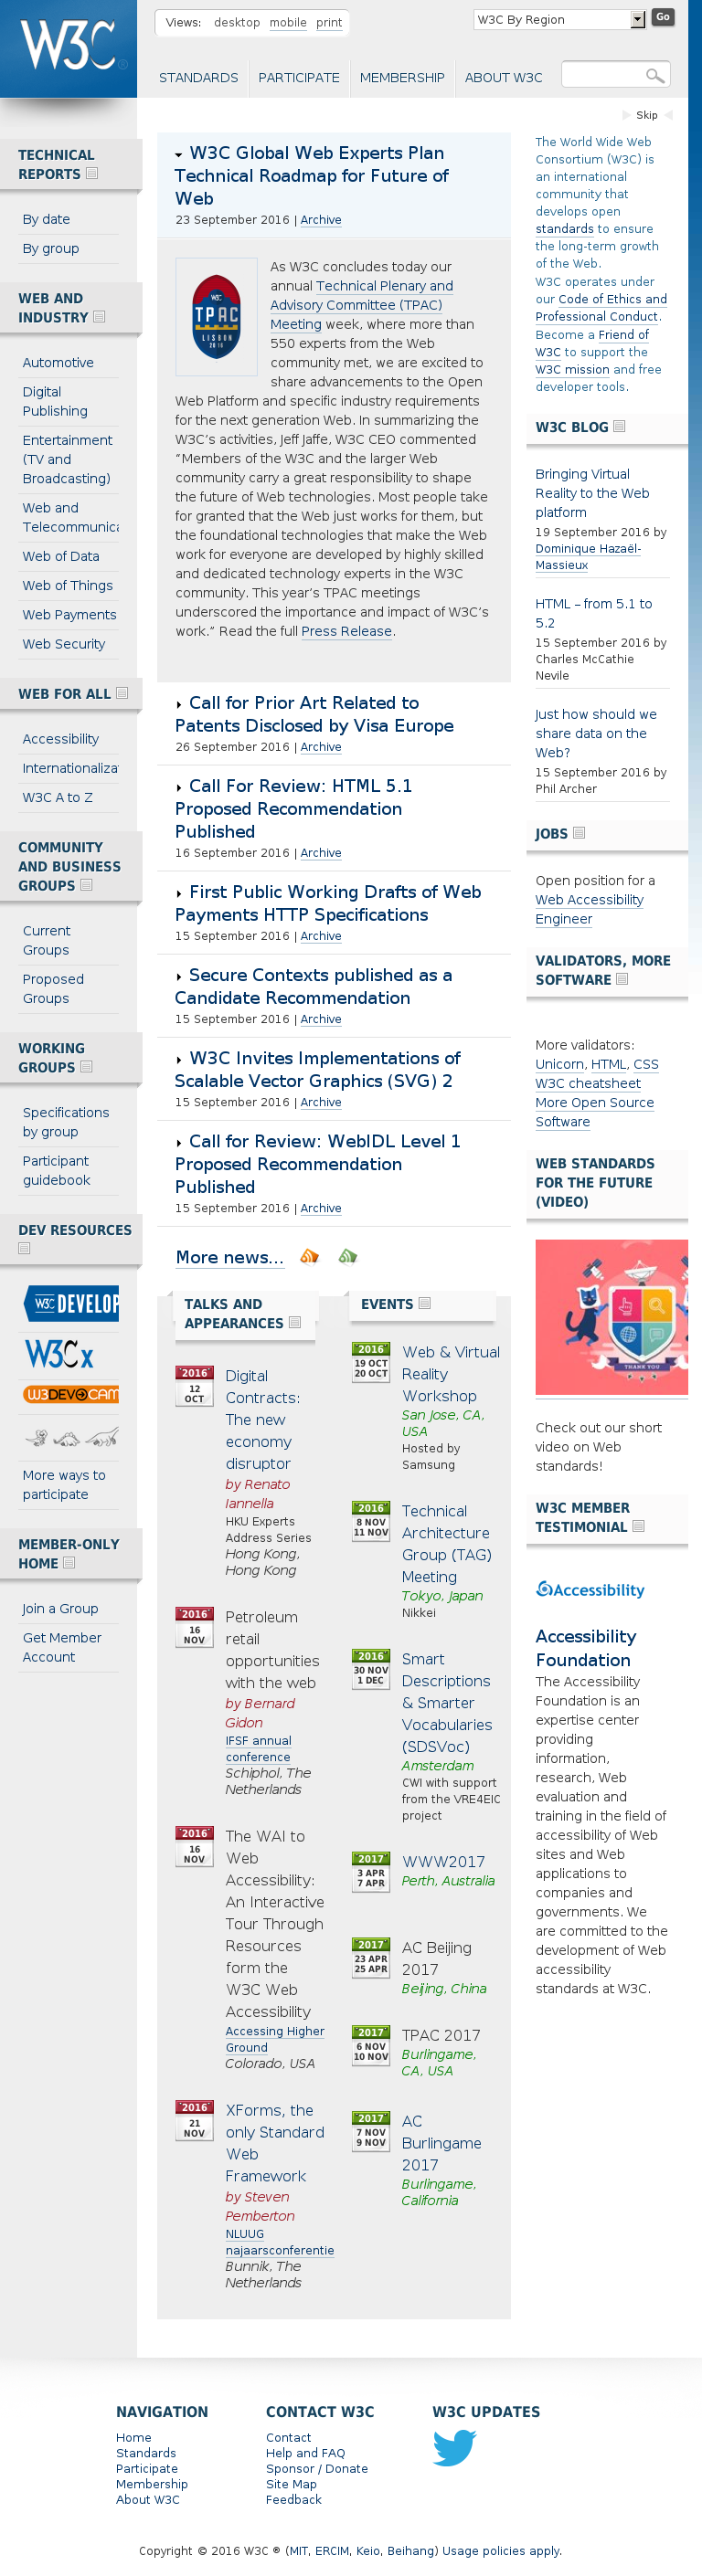 W3C®
Views: desktop mobile print
W3C By Region
Go
STANDARDS
PARTICIPATE
MEMBERSHIP
ABOUT W3C
Skip
TECHNICAL
REPORTS
By date
By group
WEB AND
INDUSTRY
Automotive
Digital
Publishing
Entertainment
(TV and
Broadcasting)
Web and
Telecommunica
Web of Data
Web of Things
Web Payments
Web Security
WEB FOR ALL
Accessibility
Internationalizat
W3C A to Z
COMMUNITY
AND BUSINESS
GROUPS
Current
Groups
Proposed
Groups
WORKING
GROUPS
Specifications
by group
Participant
guidebook
DEV RESOURCES
W3C DEVELOP
W3Cx
W3DEVCAM
More ways to
participate
MEMBER-ONLY
HOME
Join a Group
Get Member
Account
W3C Global Web Experts Plan
Technical Roadmap for Future of
Web
23 September 2016 | Archive
W3C
TPAC
LISBON
2016
As W3C concludes today our
annual Technical Plenary and
Advisory Committee (TPAC)
Meeting week, where more than
550 experts from the Web
community met, we are excited to
share advancements to the Open
Web Platform and specific industry requirements
for the next generation Web. In summarizing the
W3C's activities, Jeff Jaffe, W3C CEO commented
“Members of the W3C and the larger Web
community carry a great responsibility to shape
the future of Web technologies. Most people take
for granted that the Web just works for them, but
the foundational technologies that make the Web
work for everyone are developed by highly skilled
and dedicated technology experts in the W3C
community. This year's TPAC meetings
underscored the importance and impact of W3C's
work.” Read the full Press Release.
Call for Prior Art Related to
Patents Disclosed by Visa Europe
26 September 2016 | Archive
Call For Review: HTML 5.1
Proposed Recommendation
Published
16 September 2016 | Archive
First Public Working Drafts of Web
Payments HTTP Specifications
15 September 2016 | Archive
Secure Contexts published as a
Candidate Recommendation
15 September 2016 | Archive
W3C Invites Implementations of
Scalable Vector Graphics (SVG) 2
15 September 2016 | Archive
Call for Review: WebIDL Level 1
Proposed Recommendation
Published
15 September 2016 | Archive
More news…
TALKS AND
APPEARANCES
2016
12
OCT
Digital
Contracts:
The new
economy
disruptor
by Renato
Iannella
HKU Experts
Address Series
Hong Kong,
Hong Kong
2016
16
NOV
Petroleum
retail
opportunities
with the web
by Bernard
Gidon
IFSF annual
conference
Schiphol, The
Netherlands
2016
16
NOV
The WAI to
Web
Accessibility:
An Interactive
Tour Through
Resources
form the
W3C Web
Accessibility
Accessing Higher
Ground
Colorado, USA
2016
21
NOV
XForms, the
only Standard
Web
Framework
by Steven
Pemberton
NLUUG
najaarsconferentie
Bunnik, The
Netherlands
EVENTS
2016
19 OCT
20 OCT
Web & Virtual
Reality
Workshop
San Jose, CA,
USA
Hosted by
Samsung
2016
8 NOV
11 NOV
Technical
Architecture
Group (TAG)
Meeting
Tokyo, Japan
Nikkei
2016
30 NOV
1 DEC
Smart
Descriptions
& Smarter
Vocabularies
(SDSVoc)
Amsterdam
CWI with support
from the VRE4EIC
project
2017
3 APR
7 APR
WWW2017
Perth, Australia
2017
23 APR
25 APR
AC Beijing
2017
Beijing, China
2017
6 NOV
10 NOV
TPAC 2017
Burlingame,
CA, USA
2017
7 NOV
9 NOV
AC
Burlingame
2017
Burlingame,
California
The World Wide Web
Consortium (W3C) is
an international
community that
develops open
standards to ensure
the long-term growth
of the Web.
W3C operates under
our Code of Ethics and
Professional Conduct.
Become a Friend of
W3C to support the
W3C mission and free
developer tools.
W3C BLOG
Bringing Virtual
Reality to the Web
platform
19 September 2016 by
Dominique Hazaël-
Massieux
HTML – from 5.1 to
5.2
15 September 2016 by
Charles McCathie
Nevile
Just how should we
share data on the
Web?
15 September 2016 by
Phil Archer
JOBS
Open position for a
Web Accessibility
Engineer
VALIDATORS, MORE
SOFTWARE
More validators:
Unicorn, HTML, CSS
W3C cheatsheet
More Open Source
Software
WEB STANDARDS
FOR THE FUTURE
(VIDEO)
THANK YOU
Check out our short
video on Web
standards!
W3C MEMBER
TESTIMONIAL
Accessibility
Accessibility
Foundation
The Accessibility
Foundation is an
expertise center
providing
information,
research, Web
evaluation and
training in the field of
accessibility of Web
sites and Web
applications to
companies and
governments. We
are committed to the
development of Web
accessibility
standards at W3C.
NAVIGATION
Home
Standards
Participate
Membership
About W3C
CONTACT W3C
Contact
Help and FAQ
Sponsor / Donate
Site Map
Feedback
W3C UPDATES
Copyright © 2016 W3C ® (MIT, ERCIM, Keio, Beihang) Usage policies apply.